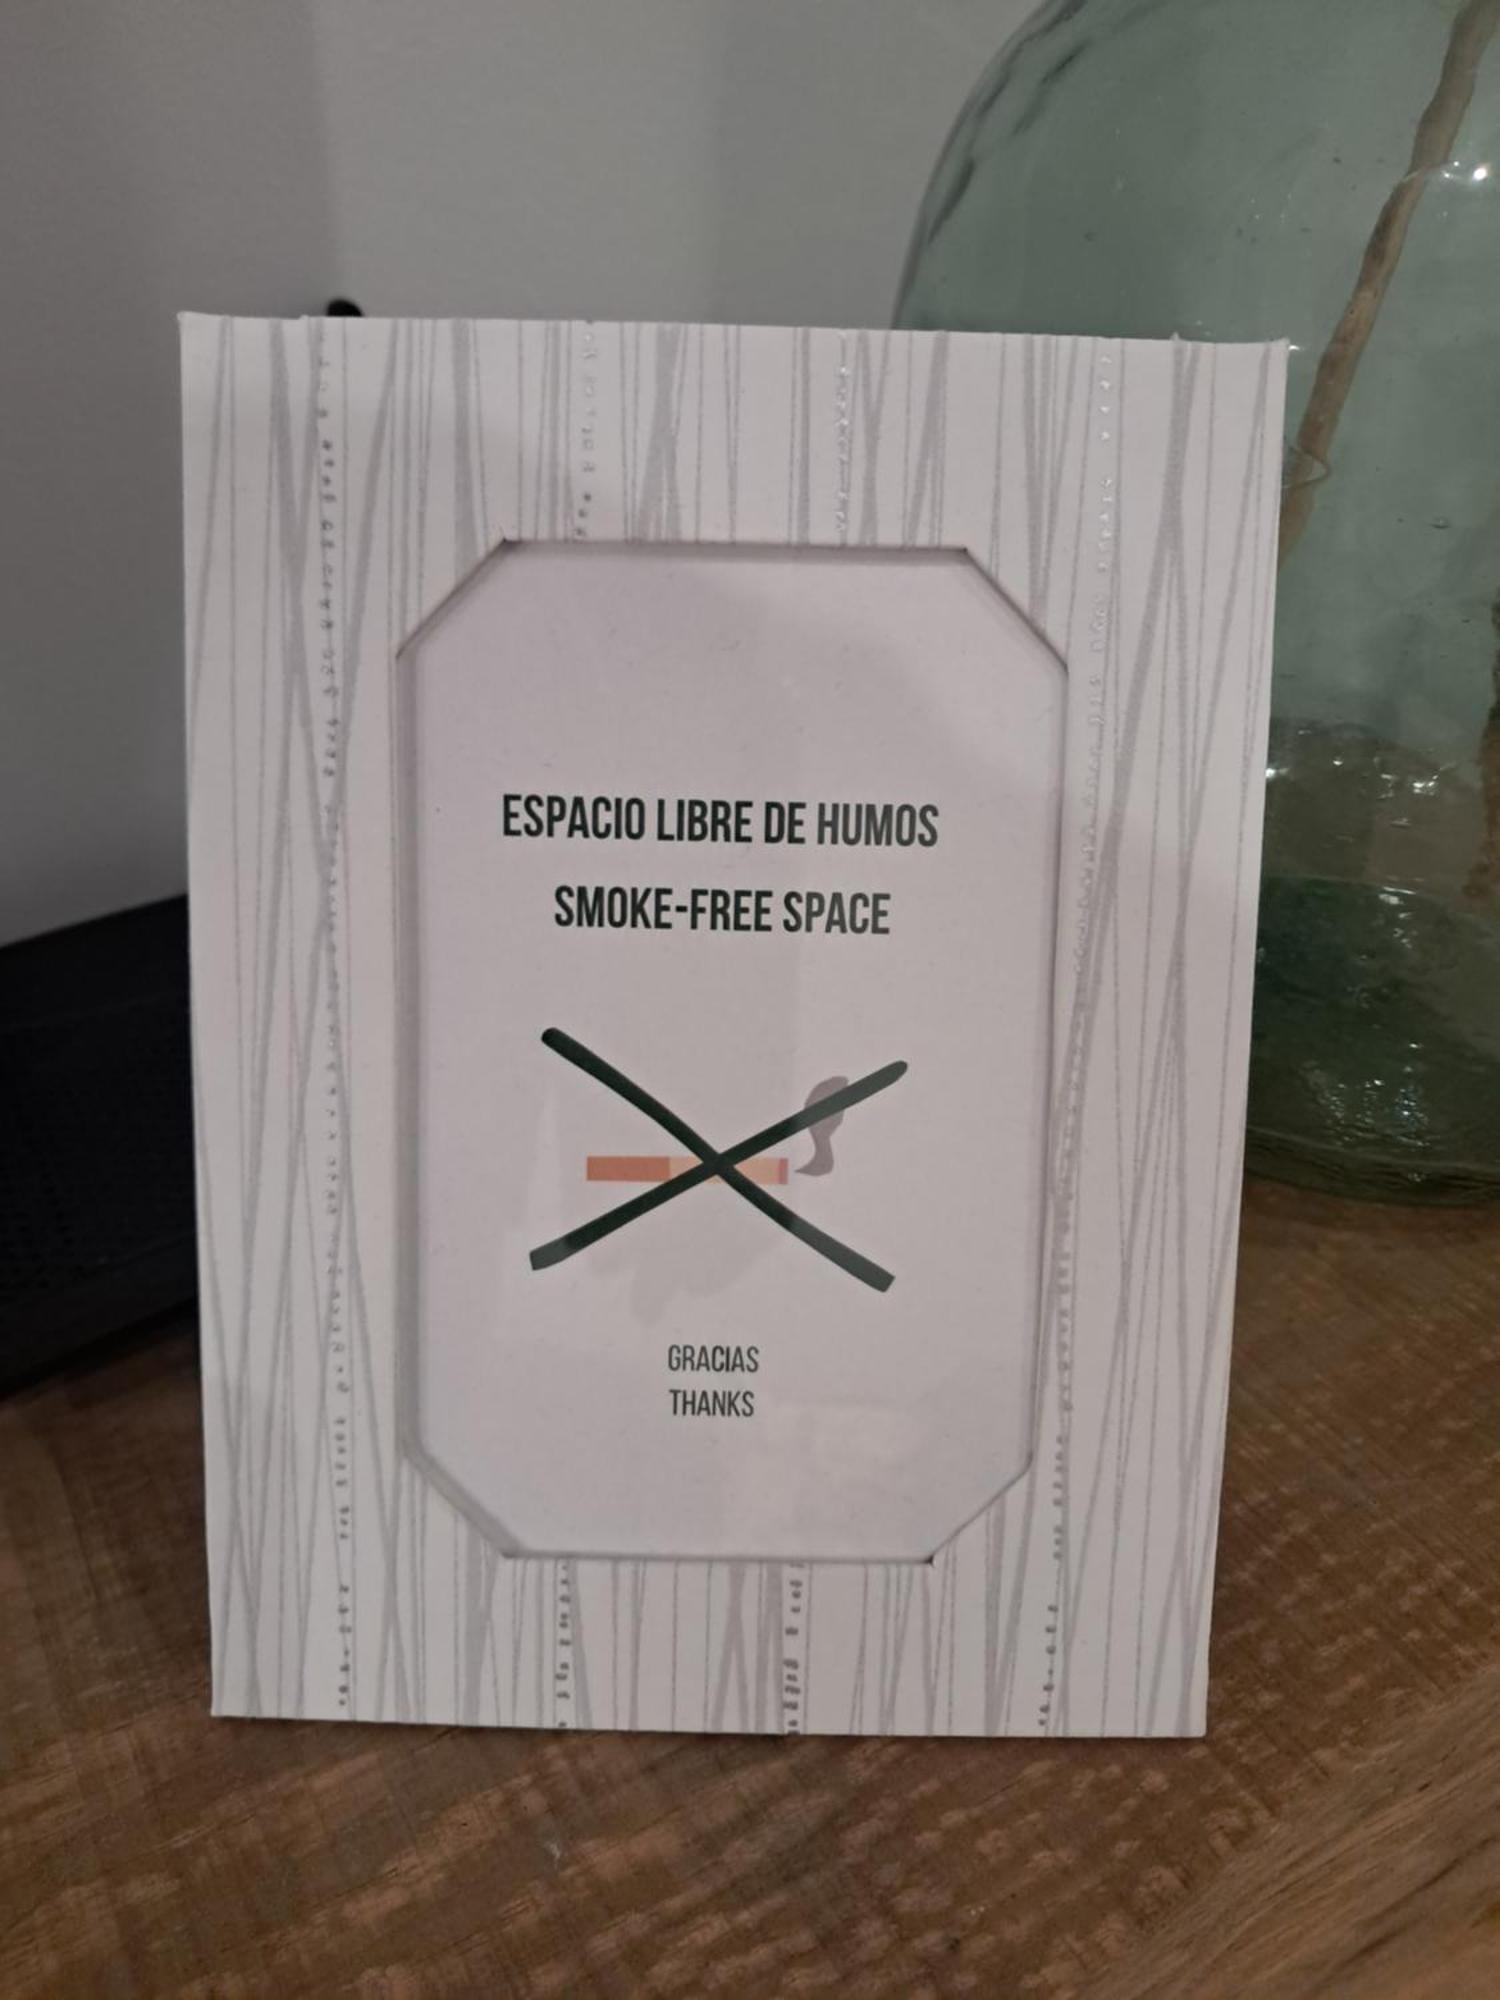 ESPACIO LIBRE DE HUMOS
SMOKE-FREE SPACE
GRACIAS
THANKS